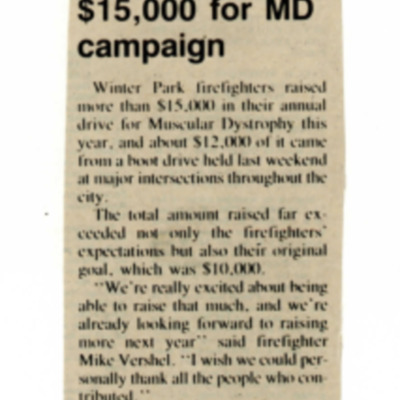 $15,000 for MD
campaign
Winter Park firefighters raised
more than $15,000 in their annual
drive for Muscular Dystrophy this
year, and about $12,000 of it came
from a boot drive held last weekend
at major intersections throughout the
city.
The total amount raised far ex-
ceeded not only the firefighters'
expectations but also their original
goal, which was $10,000.
"We're really excited about being
able to raise that much, and we're
already looking forward to raising
more next year" said firefighter
Mike Vershel. "I wish we could per-
sonally thank all the people who con-
tributed."